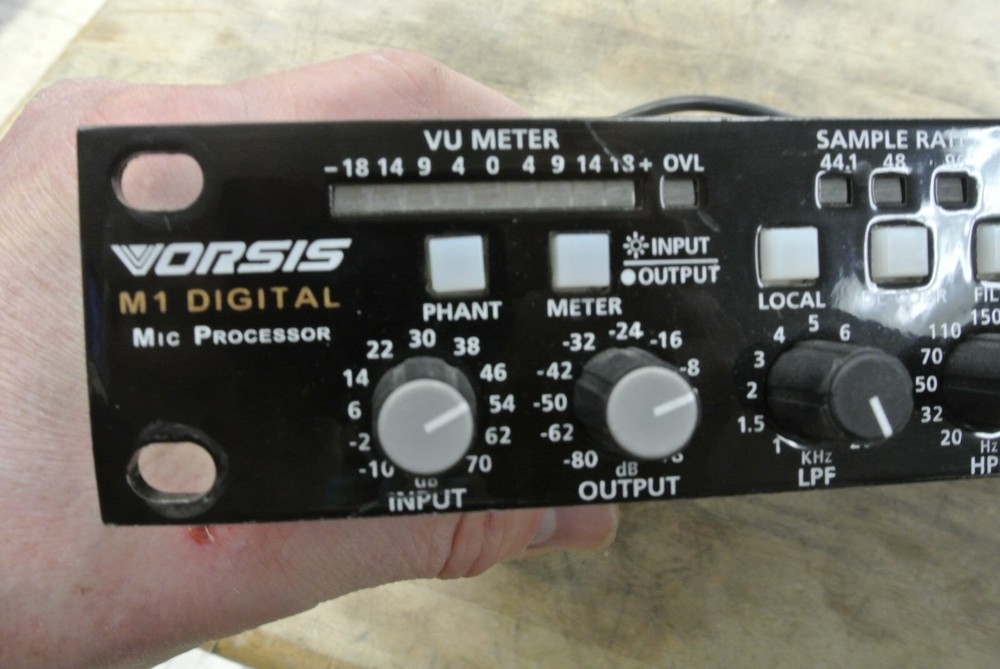 VU METER
−18 14 9 4 0 4 9 14 18+ OVL
SAMPLE
44.1 48 96
VORSIS
M1 DIGITAL
MIC PROCESSOR
PHANT
METER
INPUT
OUTPUT
LOCAL
-10 -2 6 14 22 30 38 46 54 62 70
dB
INPUT
-80 -62 -50 -42 -32 -24 -16 -8
dB
OUTPUT
1 1.5 2 3 4 5 6
KHz
LPF
20 32 50 70 110 150
Hz